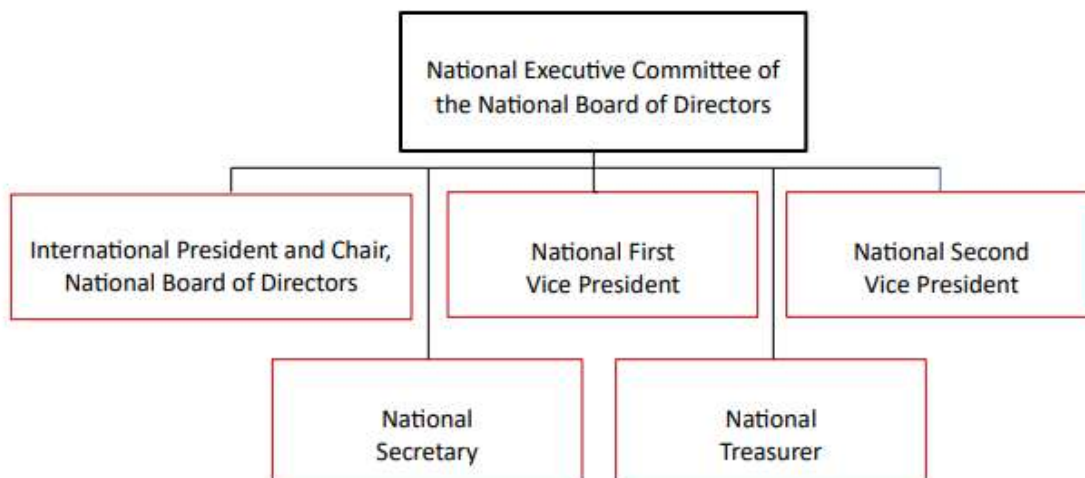 National Executive Committee of
the National Board of Directors
International President and Chair,
National Board of Directors
National First
Vice President
National Second
Vice President
National
Secretary
National
Treasurer